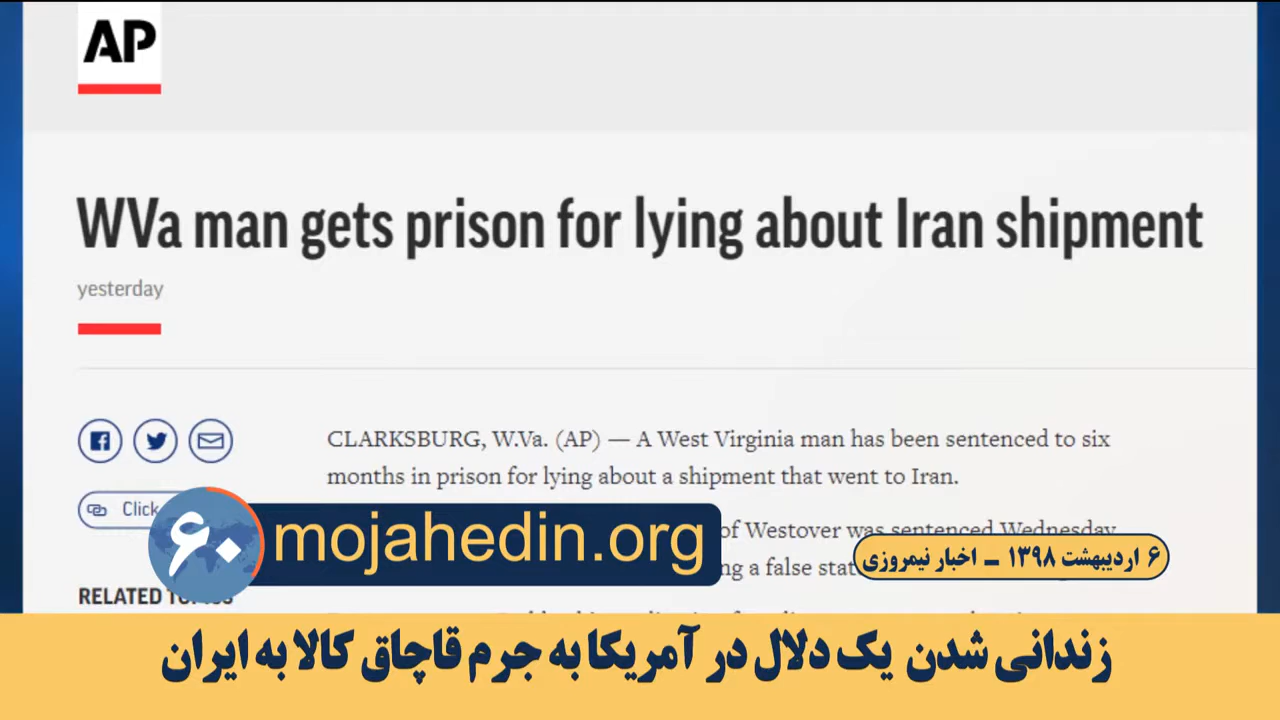 AP
WVa man gets prison for lying about Iran shipment
yesterday
CLARKSBURG, W.Va. (AP) — A West Virginia man has been sentenced to six
months in prison for lying about a shipment that went to Iran.
Click
of Westover was sentenced Wednesday
۶۰
mojahedin.org
ng a false
۶ اردیبهشت ۱۳۹۸ ــ اخبار نیمروزی
RELATED
زندانی شدن یک دلال در آمریکا به جرم قاچاق کالا به ایران